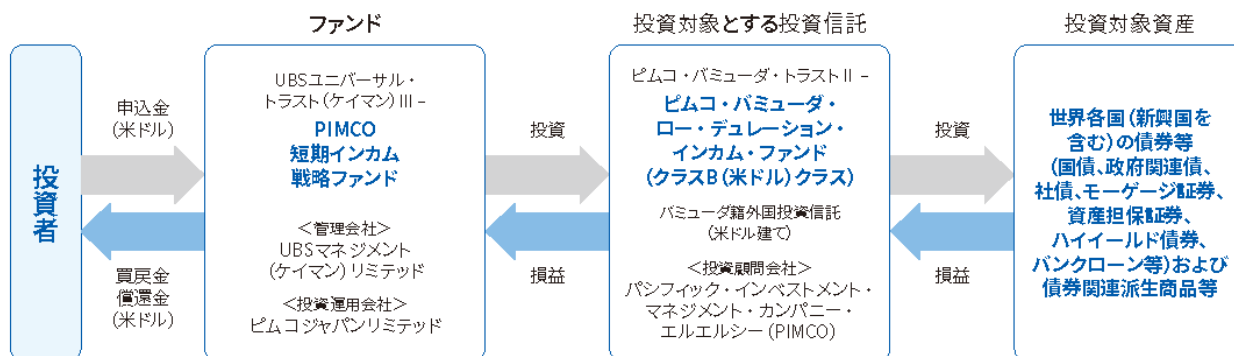 ファンド
投資対象とする投資信託
投資対象資産
投資者
申込金
(米ドル)
買戻金
償還金
(米ドル)
UBSユニバーサル・
トラスト(ケイマン)III –
PIMCO
短期インカム
戦略ファンド
＜管理会社＞
UBSマネジメント
(ケイマン)リミテッド
＜投資運用会社＞
ピムコジャパンリミテッド
投資
損益
ピムコ・バミューダ・トラストⅡ –
ピムコ・バミューダ・
ロー・デュレーション・
インカム・ファンド
(クラスB(米ドル)クラス)
バミューダ籍外国投資信託
(米ドル建て)
＜投資顧問会社＞
パシフィック・インベストメント・
マネジメント・カンパニー・
エルエルシー(PIMCO)
投資
損益
世界各国(新興国を
含む)の債券等
(国債、政府関連債、
社債、モーゲージ証券、
資産担保証券、
ハイイールド債券、
バンクローン等)および
債券関連派生商品等